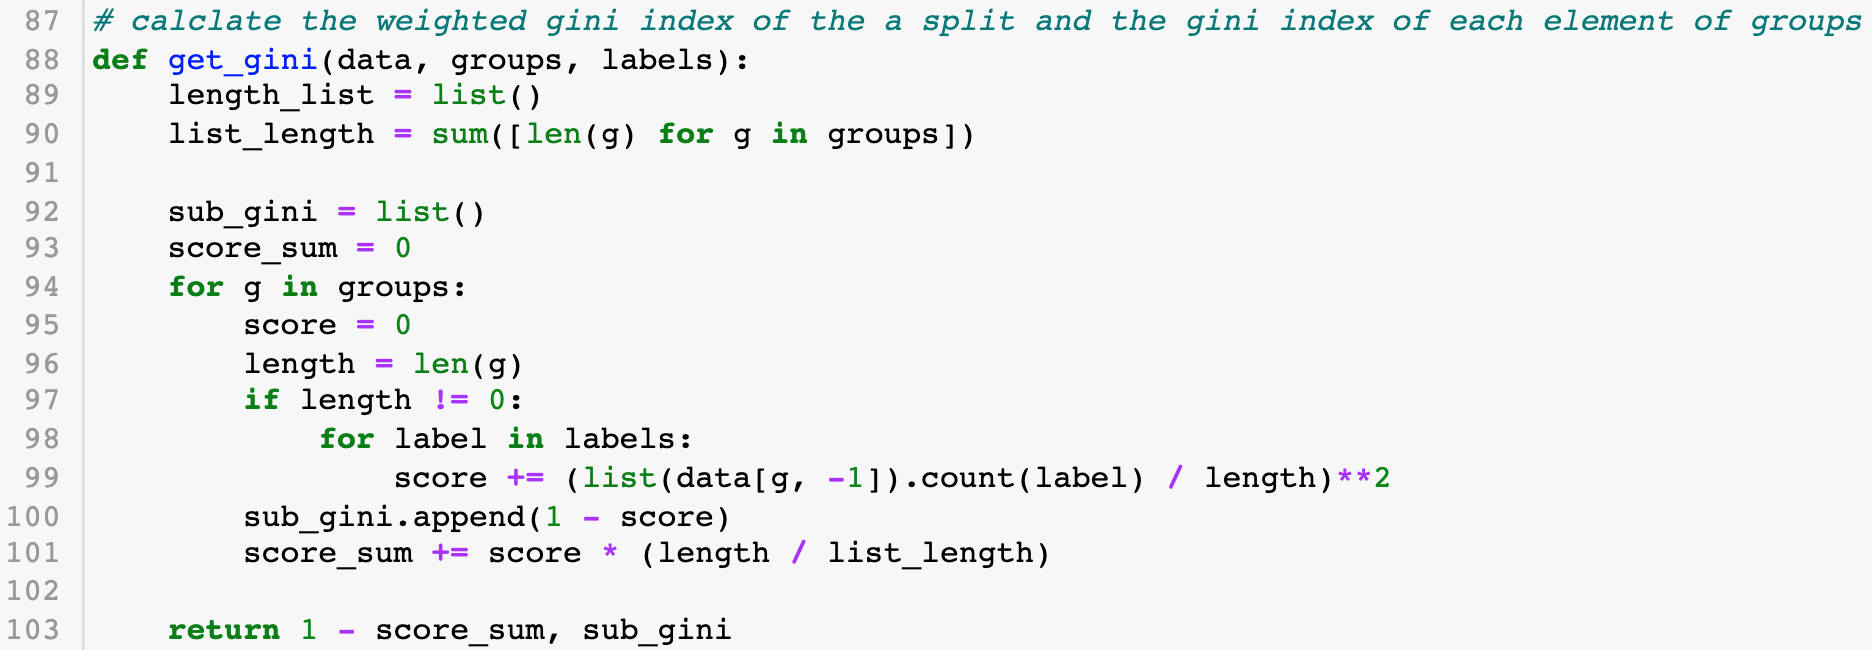 87 # calclate the weighted gini index of the a split and the gini index of each element of groups
88 def get_gini(data, groups, labels):
89     length_list = list()
90     list_length = sum([len(g) for g in groups])
91
92     sub_gini = list()
93     score_sum = 0
94     for g in groups:
95         score = 0
96         length = len(g)
97         if length != 0:
98             for label in labels:
99                 score += (list(data[g, -1]).count(label) / length)**2
100         sub_gini.append(1 - score)
101         score_sum += score * (length / list_length)
102
103     return 1 - score_sum, sub_gini